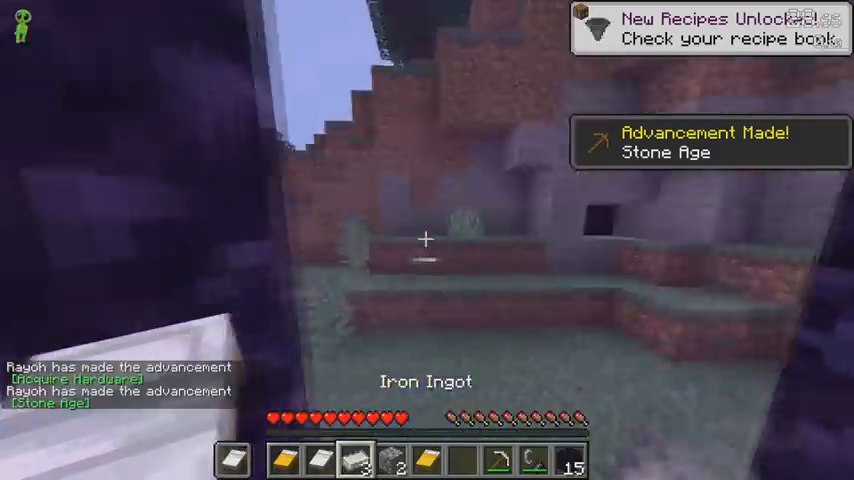 New Recipes Unlocked!
Check your recipe book
Advancement Made!
Stone Age
Rayoh has made the advancement
[Acquire Hardware]
Rayoh has made the advancement
[Stone Age]
Iron Ingot
3
2
15